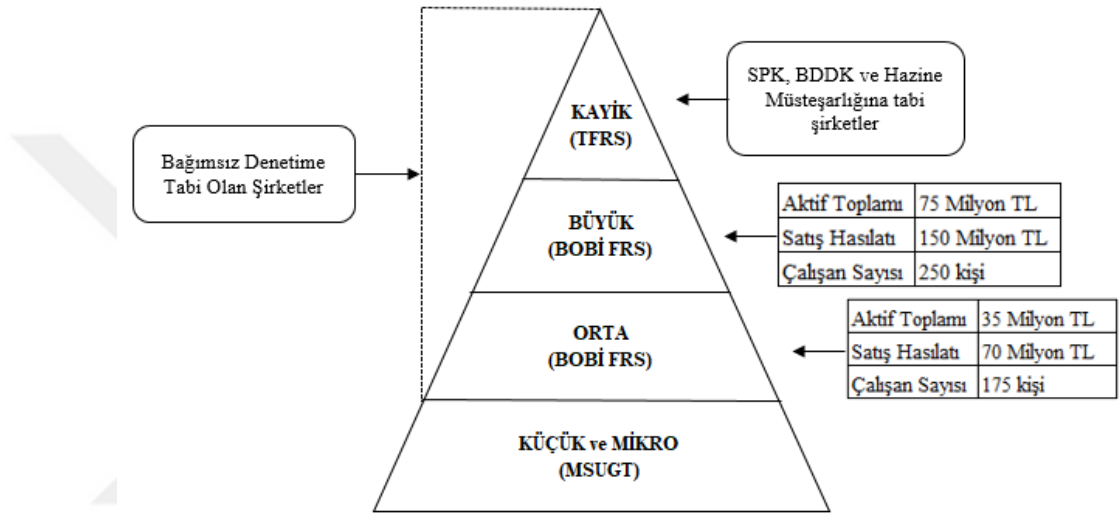 SPK, BDDK ve Hazine
Müsteşarlığına tabi
şirketler
KAYİK
(TFRS)
Bağımsız Denetime
Tabi Olan Şirketler
BÜYÜK
(BOBİ FRS)
Aktif Toplamı 75 Milyon TL
Satış Hasılatı 150 Milyon TL
Çalışan Sayısı 250 kişi
ORTA
(BOBİ FRS)
Aktif Toplamı 35 Milyon TL
Satış Hasılatı 70 Milyon TL
Çalışan Sayısı 175 kişi
KÜÇÜK ve MİKRO
(MSUGT)